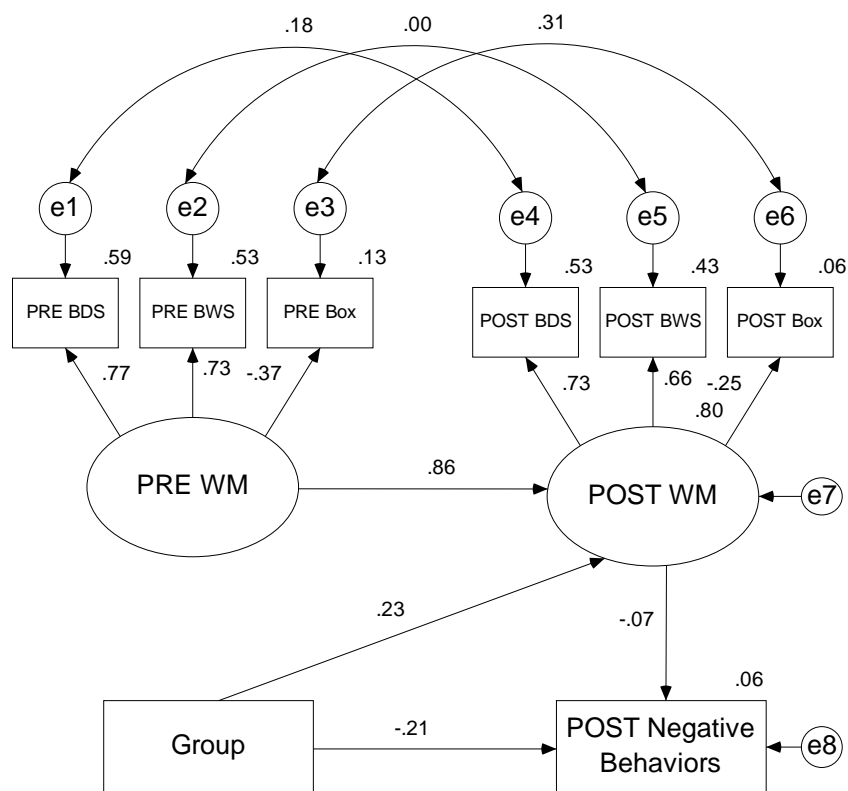 .18
.00
.31
e1
e2
e3
e4
e5
e6
.59
.53
.13
.53
.43
.06
PRE BDS
PRE BWS
PRE Box
POST BDS
POST BWS
POST Box
.77
.73
-.37
.73
.66
-.25
.80
PRE WM
.86
POST WM
e7
.23
-.07
.06
Group
-.21
POST Negative
Behaviors
e8